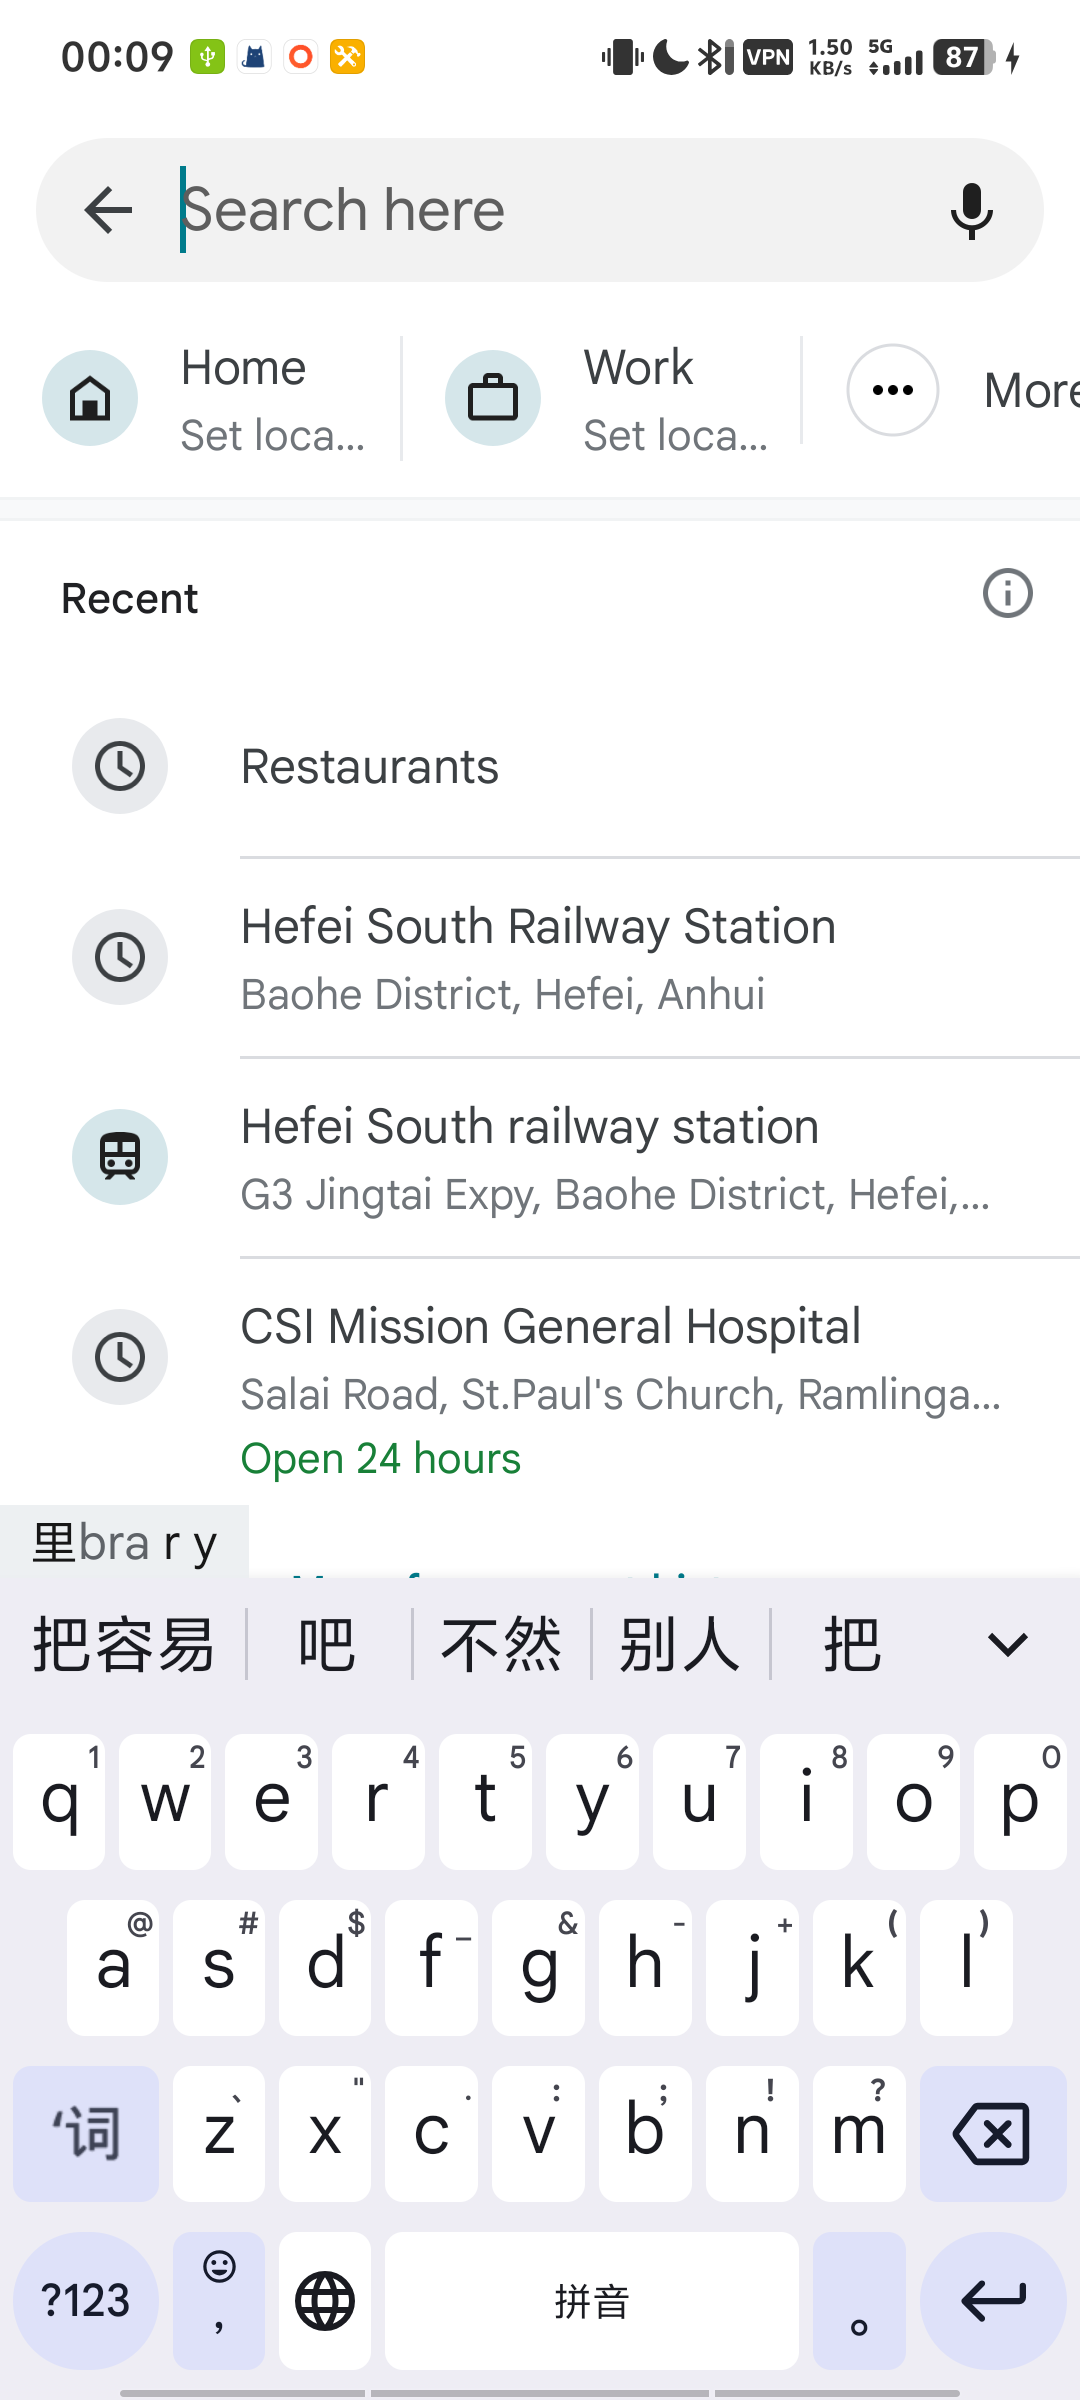 00:09 VPN 1.50 KB/s 5G 87
Search here
Home
Set loca...
Work
Set loca...
More
Recent
Restaurants
Hefei South Railway Station
Baohe District, Hefei, Anhui
Hefei South railway station
G3 Jingtai Expy, Baohe District, Hefei,...
CSI Mission General Hospital
Salai Road, St.Paul's Church, Ramlinga...
Open 24 hours
里bra r y
把容易 吧 不然 别人 把
1 2 3 4 5 6 7 8 9 0
q w e r t y u i o p
@ # $ _ & - + ( )
a s d f g h j k l
、 " . : ; ! ?
'词 z x c v b n m
?123 , 拼音 。